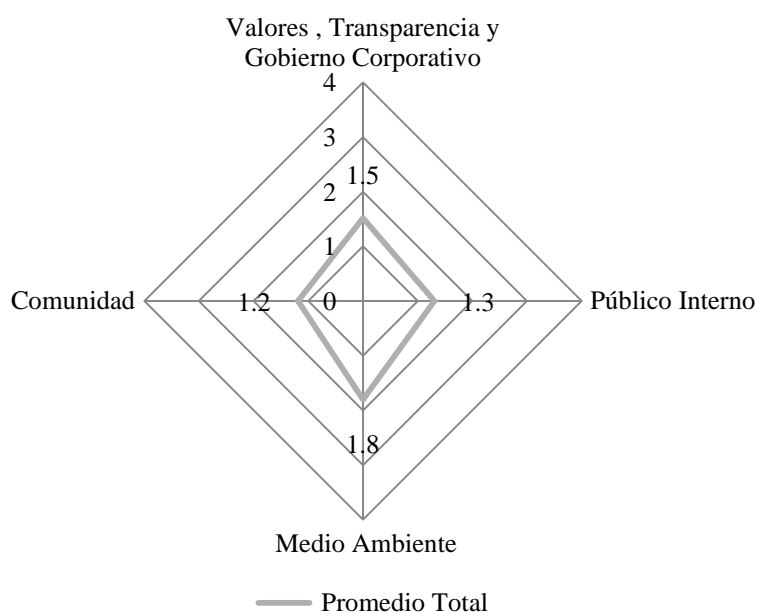 Valores , Transparencia y
Gobierno Corporativo
4
3
1.5
2
1
Comunidad
1.2
0
1.3
Público Interno
1.8
Medio Ambiente
Promedio Total